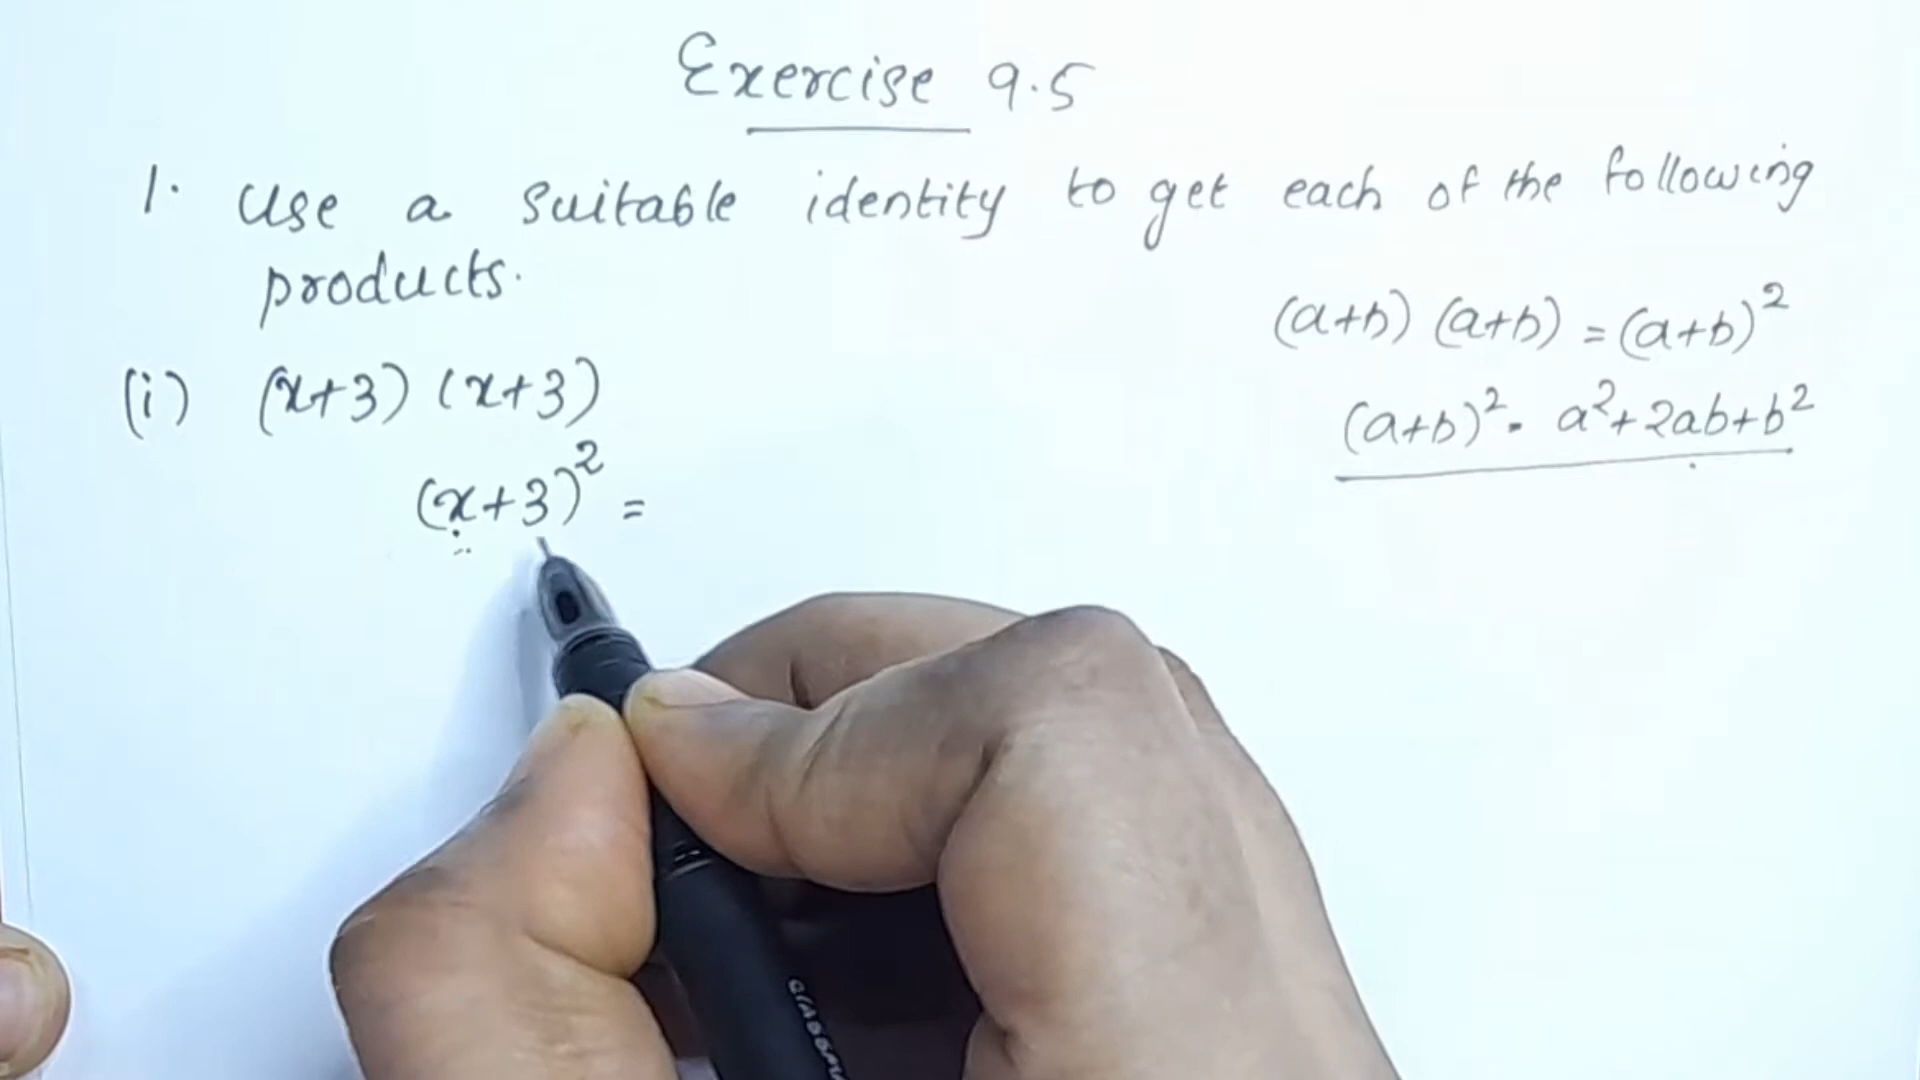 Exercise 9.5
1. Use a suitable identity to get each of the following
products.
(a+b) (a+b) = (a+b)²
(i) (x+3) (x+3)
(a+b)² = a²+2ab+b²
(x+3)² =